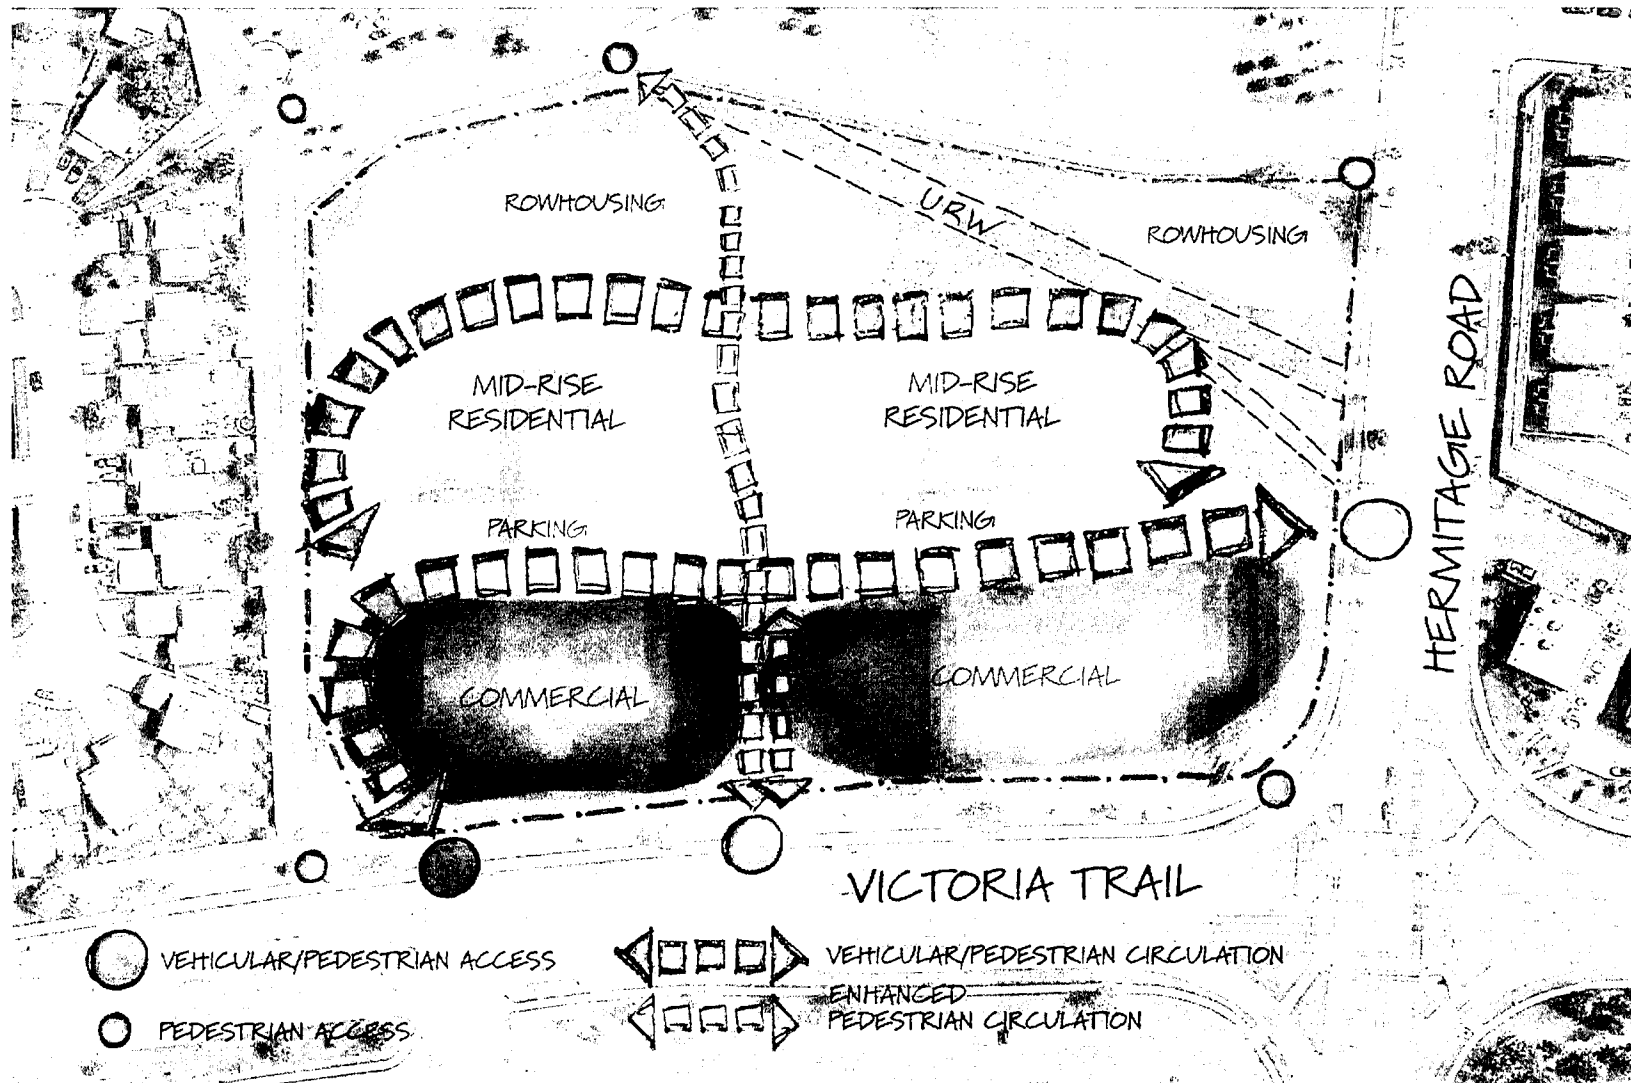 ROWHOUSING
URW
ROWHOUSING
MID-RISE
RESIDENTIAL
MID-RISE
RESIDENTIAL
HERMITAGE ROAD
PARKING
PARKING
COMMERCIAL
COMMERCIAL
VICTORIA TRAIL
VEHICULAR/PEDESTRIAN ACCESS
VEHICULAR/PEDESTRIAN CIRCULATION
ENHANCED
PEDESTRIAN CIRCULATION
PEDESTRIAN ACCESS